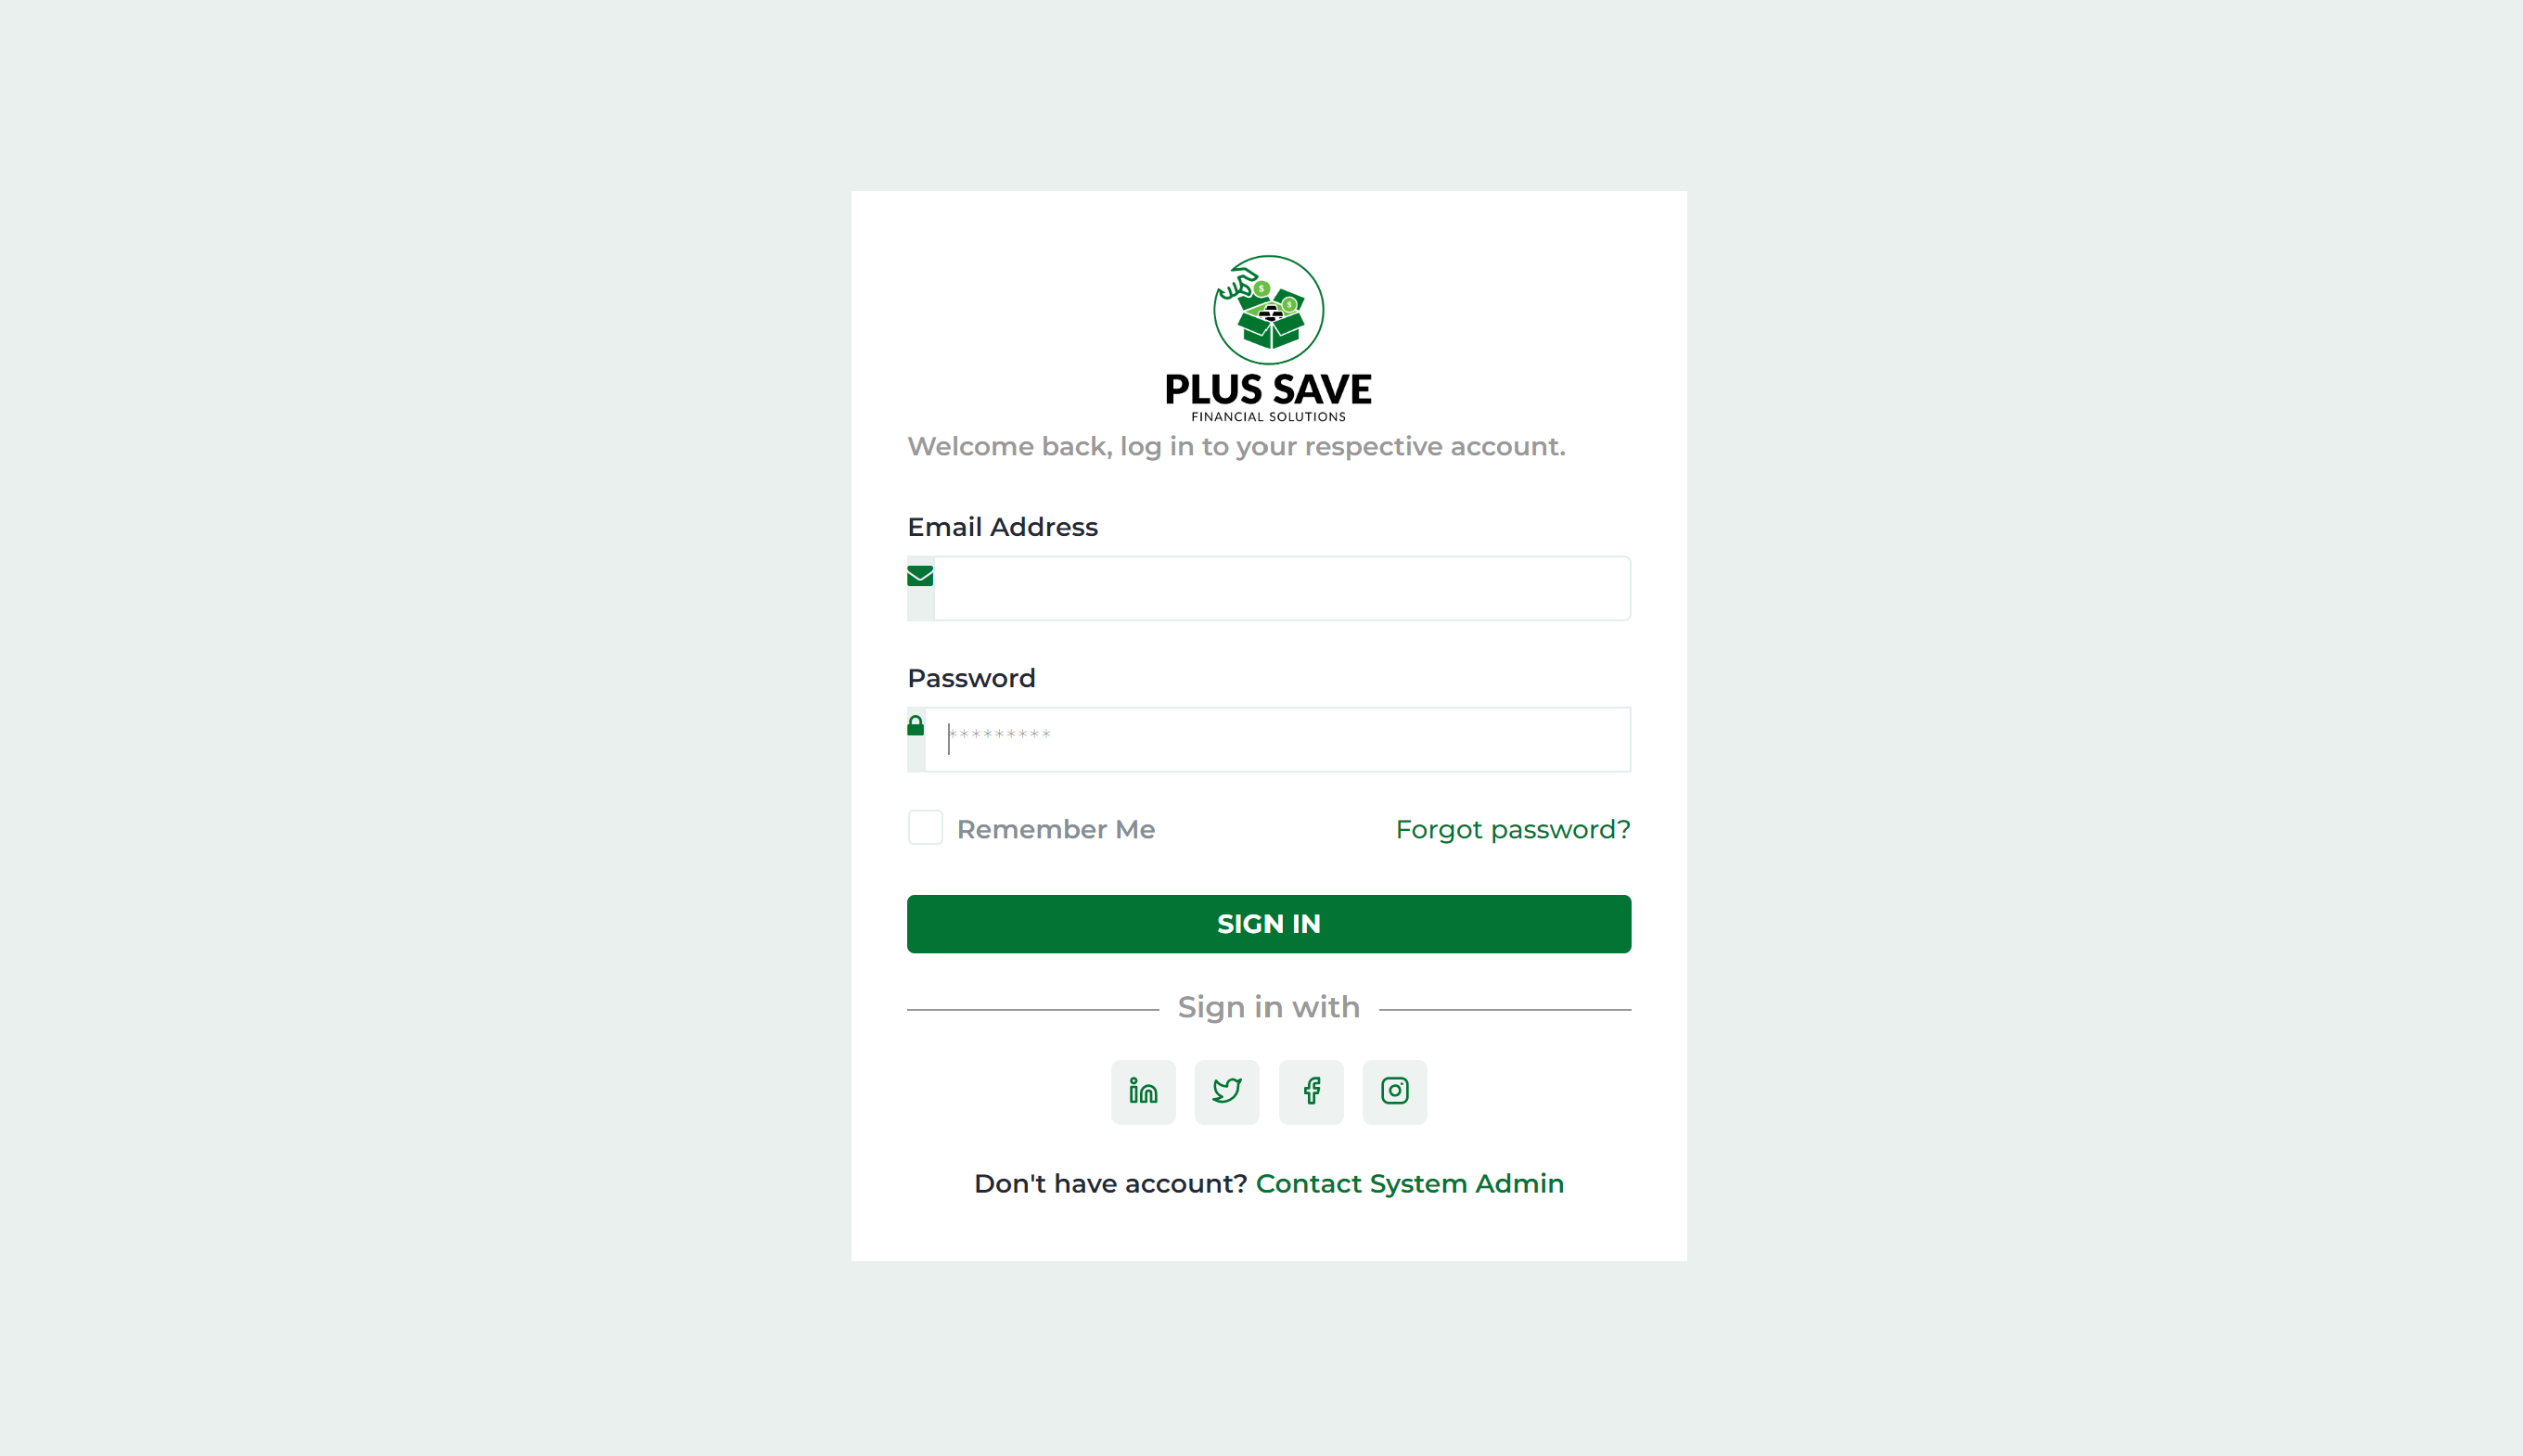 PLUS SAVE
FINANCIAL SOLUTIONS
Welcome back, log in to your respective account.
Email Address
Password
*********
Remember Me Forgot password?
SIGN IN
Sign in with
Don't have account? Contact System Admin